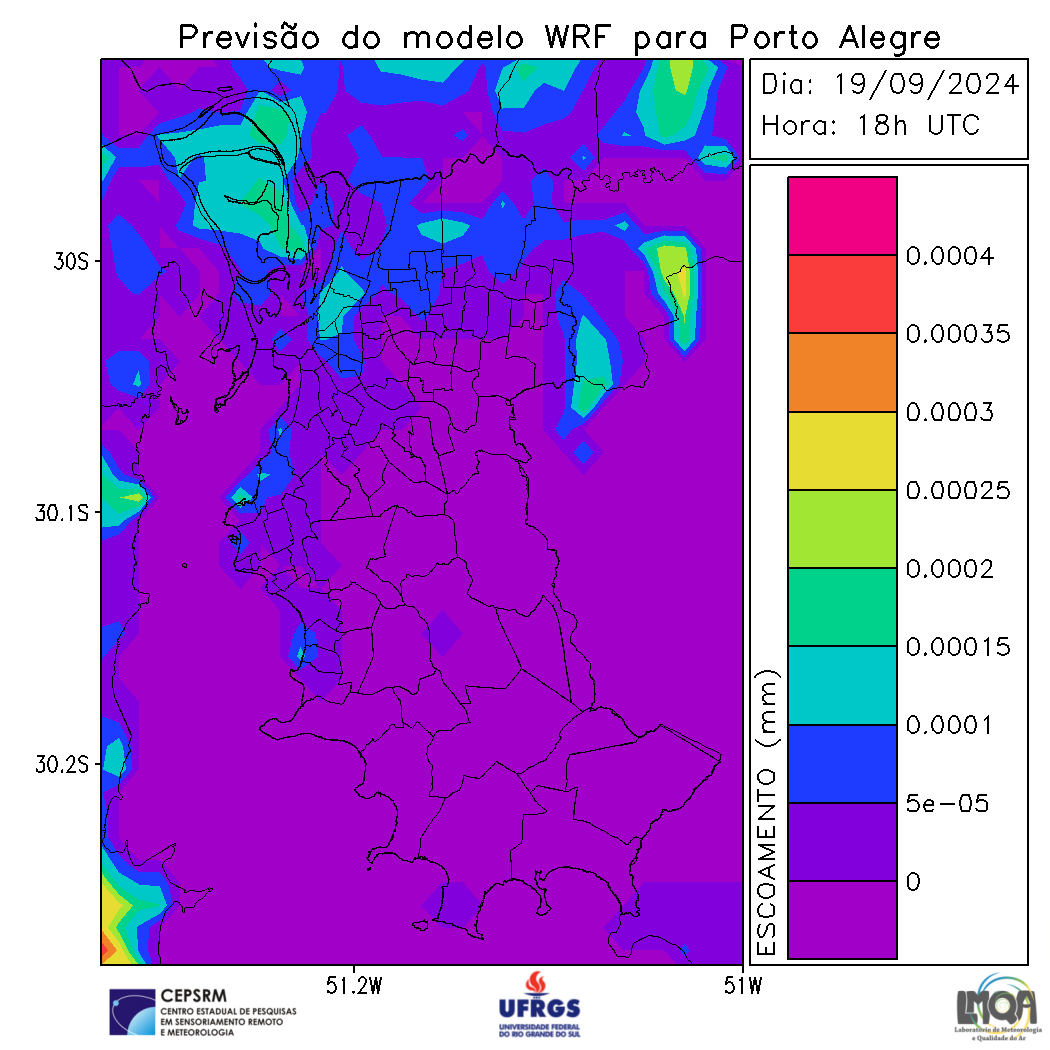 Previsão do modelo WRF para Porto Alegre
Dia: 19/09/2024
Hora: 18h UTC
0.0004
0.00035
0.0003
0.00025
0.0002
0.00015
0.0001
5e-05
0
ESCOAMENTO (mm)
30S
30.1S
30.2S
51.2W
51W
CEPSRM
CENTRO ESTADUAL DE PESQUISAS
EM SENSORIAMENTO REMOTO
E METEOROLOGIA
UFRGS
UNIVERSIDADE FEDERAL
DO RIO GRANDE DO SUL
LMQA
Laboratório de Meteorologia
e Qualidade do Ar